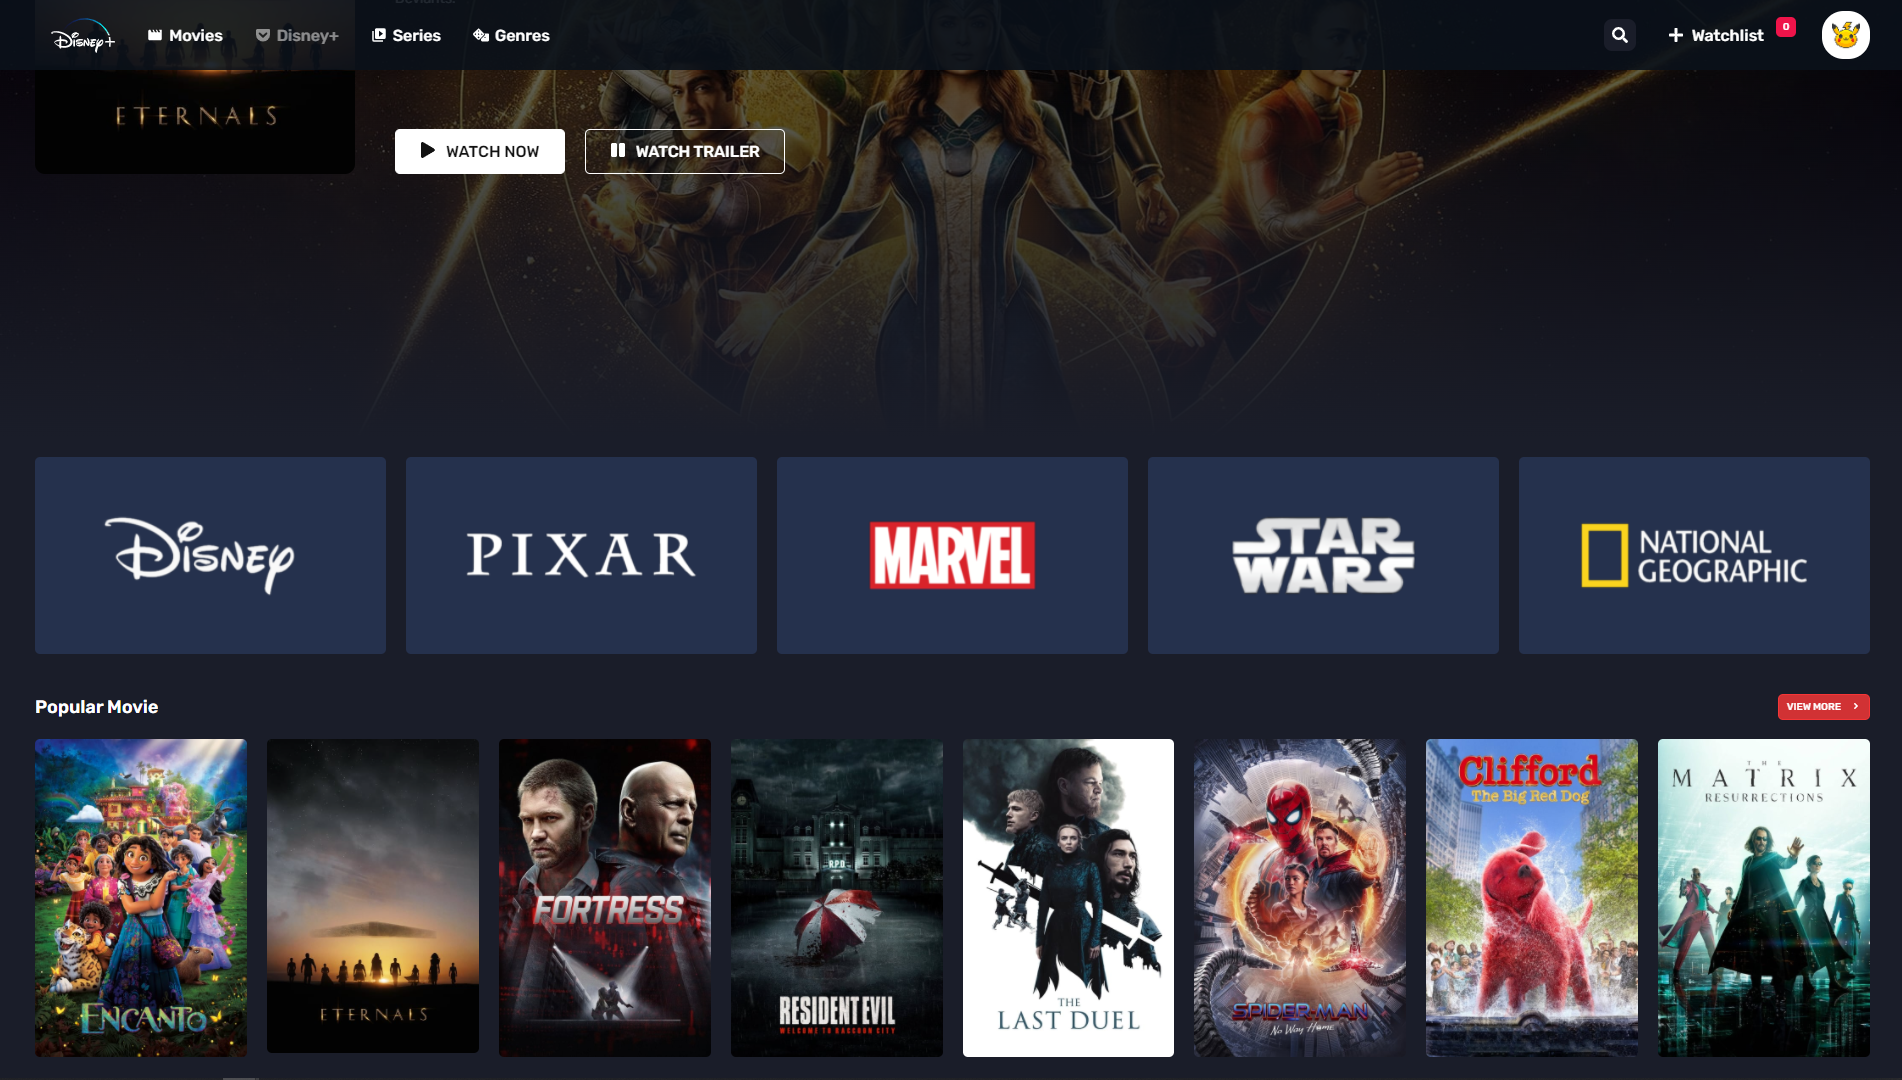 Disney+
Movies
Disney+
Series
Genres
Watchlist
0
ETERNALS
WATCH NOW
WATCH TRAILER
Disney
PIXAR
MARVEL
STAR
WARS
NATIONAL
GEOGRAPHIC
Popular Movie
VIEW MORE
ENCANTO
ETERNALS
FORTRESS
R.P.D
RESIDENT EVIL
WELCOME TO RACCOON CITY
THE
LAST DUEL
SPIDER-MAN
No Way Home
Clifford
The Big Red Dog
THE
MATRIX
RESURRECTIONS